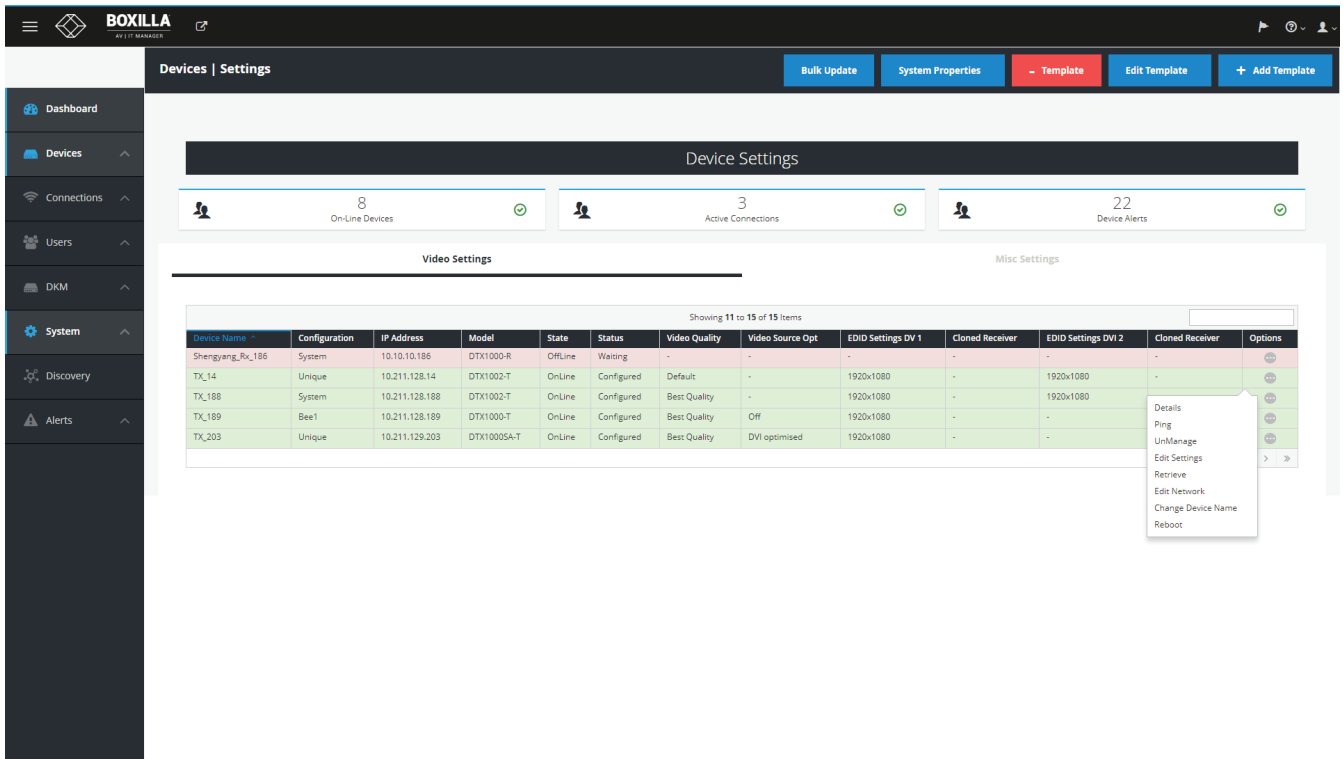 BOXILLA
AV | IT MANAGER
Devices | Settings
Bulk Update
System Properties
- Template
Edit Template
+ Add Template
Dashboard
Devices
Connections
Users
DKM
System
Discovery
Alerts
Device Settings
8
On-Line Devices
3
Active Connections
22
Device Alerts
Video Settings
Misc Settings
Showing 11 to 15 of 15 Items
Device Name Configuration IP Address Model State Status Video Quality Video Source Opt EDID Settings DV 1 Cloned Receiver EDID Settings DVI 2 Cloned Receiver Options
Shengyang_Rx_186 System 10.10.10.186 DTX1000-R OffLine Waiting - - - - - -
TX_14 Unique 10.211.128.14 DTX1002-T OnLine Configured Default - 1920x1080 - 1920x1080 -
TX_188 System 10.211.128.188 DTX1002-T OnLine Configured Best Quality - 1920x1080 - 1920x1080
TX_189 Bee1 10.211.128.189 DTX1000-T OnLine Configured Best Quality Off 1920x1080 - -
TX_203 Unique 10.211.129.203 DTX1000SA-T OnLine Configured Best Quality DVI optimised 1920x1080 - -
Details
Ping
UnManage
Edit Settings
Retrieve
Edit Network
Change Device Name
Reboot